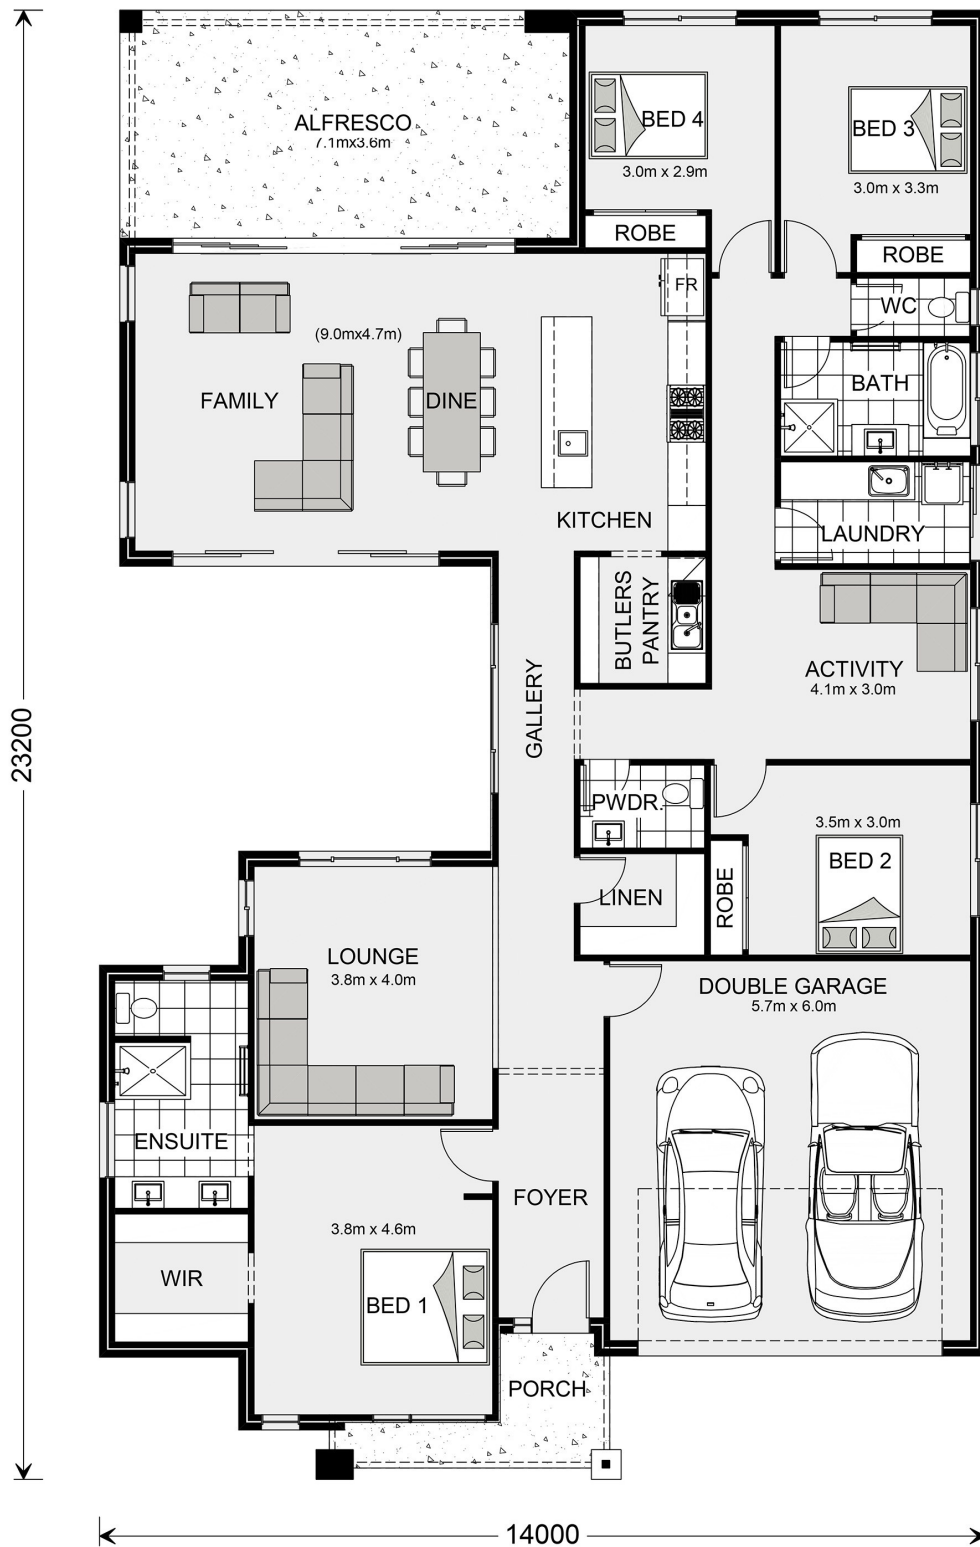 ALFRESCO
7.1mx3.6m
BED 4
3.0m x 2.9m
BED 3
3.0m x 3.3m
ROBE
ROBE
FR
WC
(9.0mx4.7m)
FAMILY
DINE
BATH
KITCHEN
LAUNDRY
BUTLERS
PANTRY
GALLERY
ACTIVITY
4.1m x 3.0m
23200
PWDR.
3.5m x 3.0m
BED 2
ROBE
LINEN
LOUNGE
3.8m x 4.0m
DOUBLE GARAGE
5.7m x 6.0m
ENSUITE
FOYER
3.8m x 4.6m
WIR
BED 1
PORCH
14000